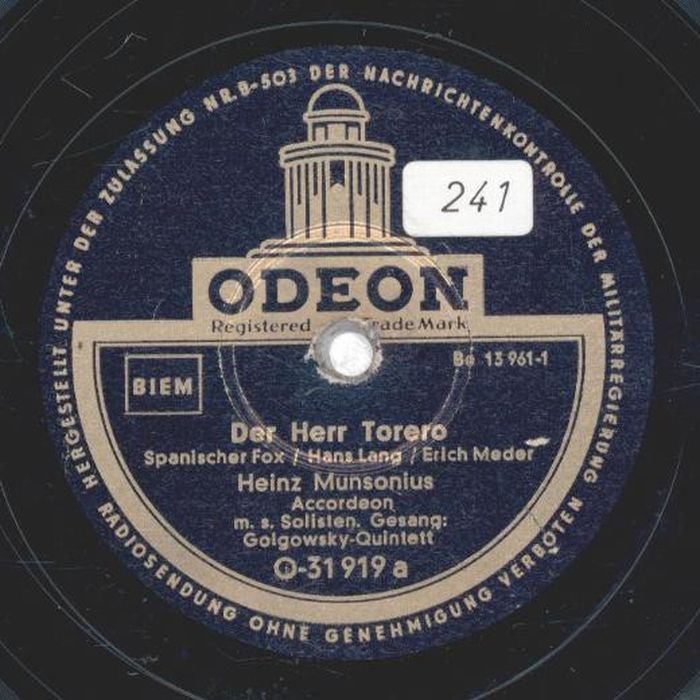 HERGESTELLT UNTER DER ZULASSUNG NR. B-503 DER NACHRICHTENKONTROLLE DER MILITÄRREGIERUNG
241
ODEON
Registered Trade Mark
BIEM
Be 13 961-1
Der Herr Torero
Spanischer Fox / Hans Lang / Erich Meder
Heinz Munsonius
Accordeon
m. s. Solisten. Gesang:
Golgowsky-Quintett
O-31 919 a
RADIOSENDUNG OHNE GENEHMIGUNG VERBOTEN